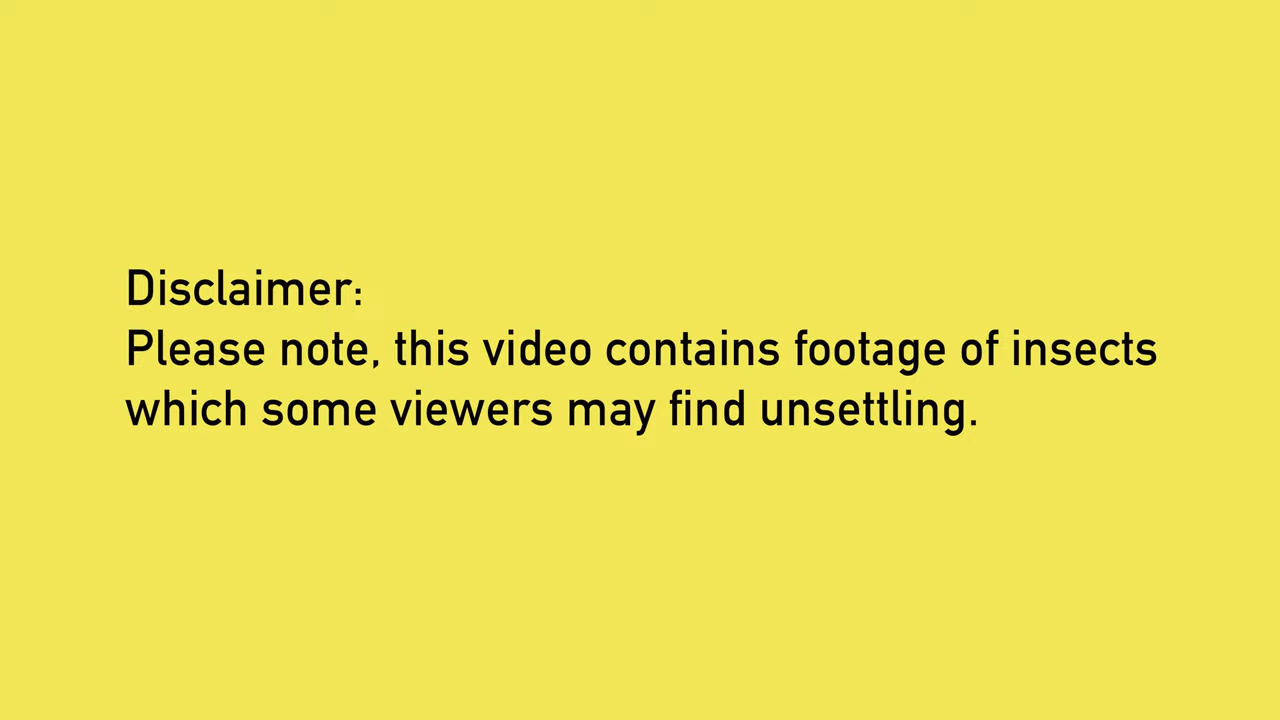 Disclaimer:
Please note, this video contains footage of insects
which some viewers may find unsettling.